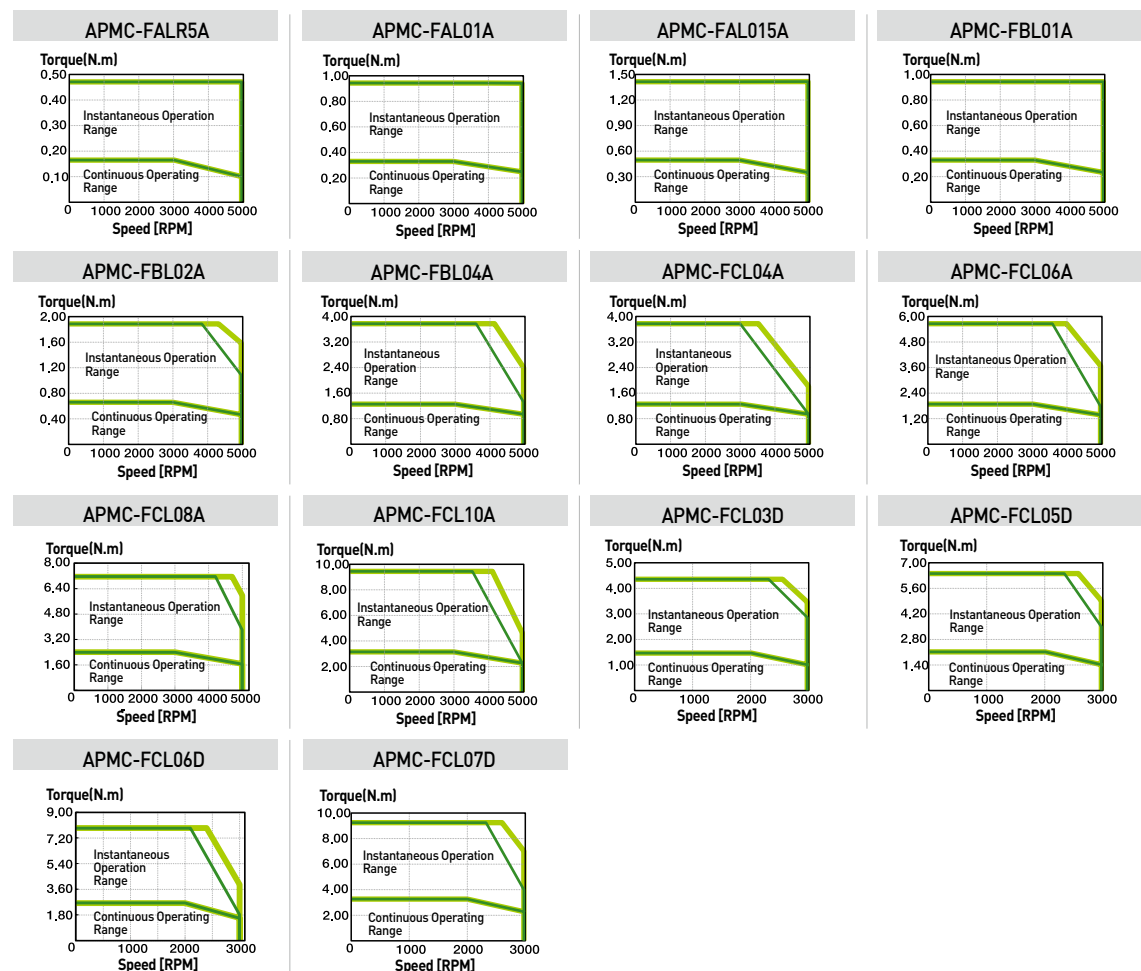 APMC-FALR5A
Torque(N.m)
0,50
0,40
0,30
0,20
0,10
Instantaneous Operation
Range
Continuous Operating
Range
0 1000 2000 3000 4000 5000
Speed [RPM]
APMC-FAL01A
Torque(N.m)
1,00
0,80
0,60
0,40
0,20
Instantaneous Operation
Range
Continuous Operating
Range
0 1000 2000 3000 4000 5000
Speed [RPM]
APMC-FAL015A
Torque(N.m)
1,50
1,20
0,90
0,60
0,30
Instantaneous Operation
Range
Continuous Operating
Range
0 1000 2000 3000 4000 5000
Speed [RPM]
APMC-FBL01A
Torque(N.m)
1,00
0,80
0,60
0,40
0,20
Instantaneous Operation
Range
Continuous Operating
Range
0 1000 2000 3000 4000 5000
Speed [RPM]
APMC-FBL02A
Torque(N.m)
2,00
1,60
1,20
0,80
0,40
Instantaneous Operation
Range
Continuous Operating
Range
0 1000 2000 3000 4000 5000
Speed [RPM]
APMC-FBL04A
Torque(N.m)
4,00
3,20
2,40
1,60
0,80
Instantaneous
Operation
Range
Continuous Operating
Range
0 1000 2000 3000 4000 5000
Speed [RPM]
APMC-FCL04A
Torque(N.m)
4,00
3,20
2,40
1,60
0,80
Instantaneous
Operation
Range
Continuous Operating
Range
0 1000 2000 3000 4000 5000
Speed [RPM]
APMC-FCL06A
Torque(N.m)
6,00
4,80
3,60
2,40
1,20
Instantaneous Operation
Range
Continuous Operating
Range
0 1000 2000 3000 4000 5000
Speed [RPM]
APMC-FCL08A
Torque(N.m)
8,00
6,40
4,80
3,20
1,60
Instantaneous Operation
Range
Continuous Operating
Range
0 1000 2000 3000 4000 5000
Speed [RPM]
APMC-FCL10A
Torque(N.m)
10,00
8,00
6,00
4,00
2,00
Instantaneous Operation
Range
Continuous Operating
Range
0 1000 2000 3000 4000 5000
Speed [RPM]
APMC-FCL03D
Torque(N.m)
5,00
4,00
3,00
2,00
1,00
Instantaneous Operation
Range
Continuous Operating
Range
0 1000 2000 3000
Speed [RPM]
APMC-FCL05D
Torque(N.m)
7,00
5,60
4,20
2,80
1,40
Instantaneous Operation
Range
Continuous Operating
Range
0 1000 2000 3000
Speed [RPM]
APMC-FCL06D
Torque(N.m)
9,00
7,20
5,40
3,60
1,80
Instantaneous
Operation
Range
Continuous Operating
Range
0 1000 2000 3000
Speed [RPM]
APMC-FCL07D
Torque(N.m)
10,00
8,00
6,00
4,00
2,00
Instantaneous Operation
Range
Continuous Operating
Range
0 1000 2000 3000
Speed [RPM]